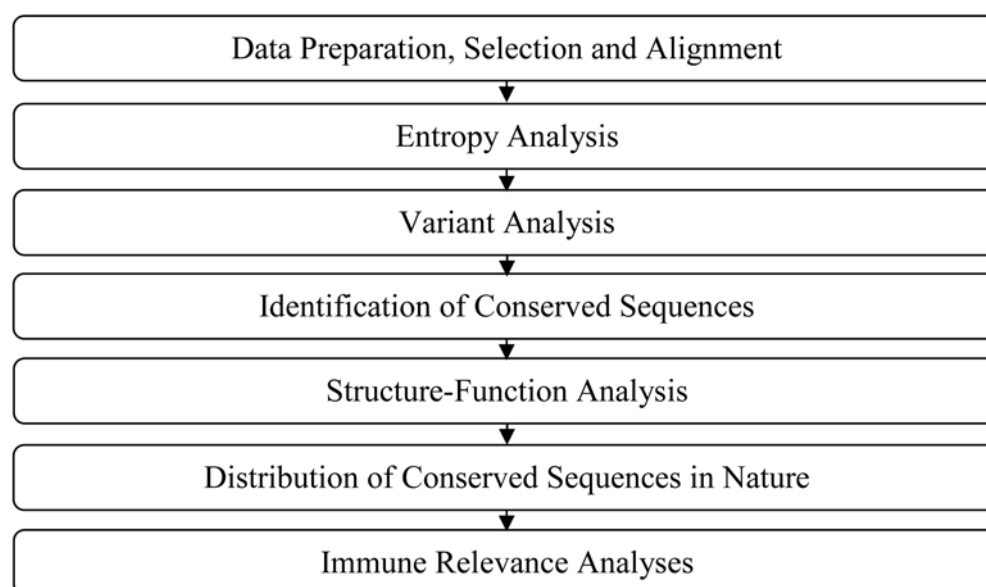 Data Preparation, Selection and Alignment
Entropy Analysis
Variant Analysis
Identification of Conserved Sequences
Structure-Function Analysis
Distribution of Conserved Sequences in Nature
Immune Relevance Analyses